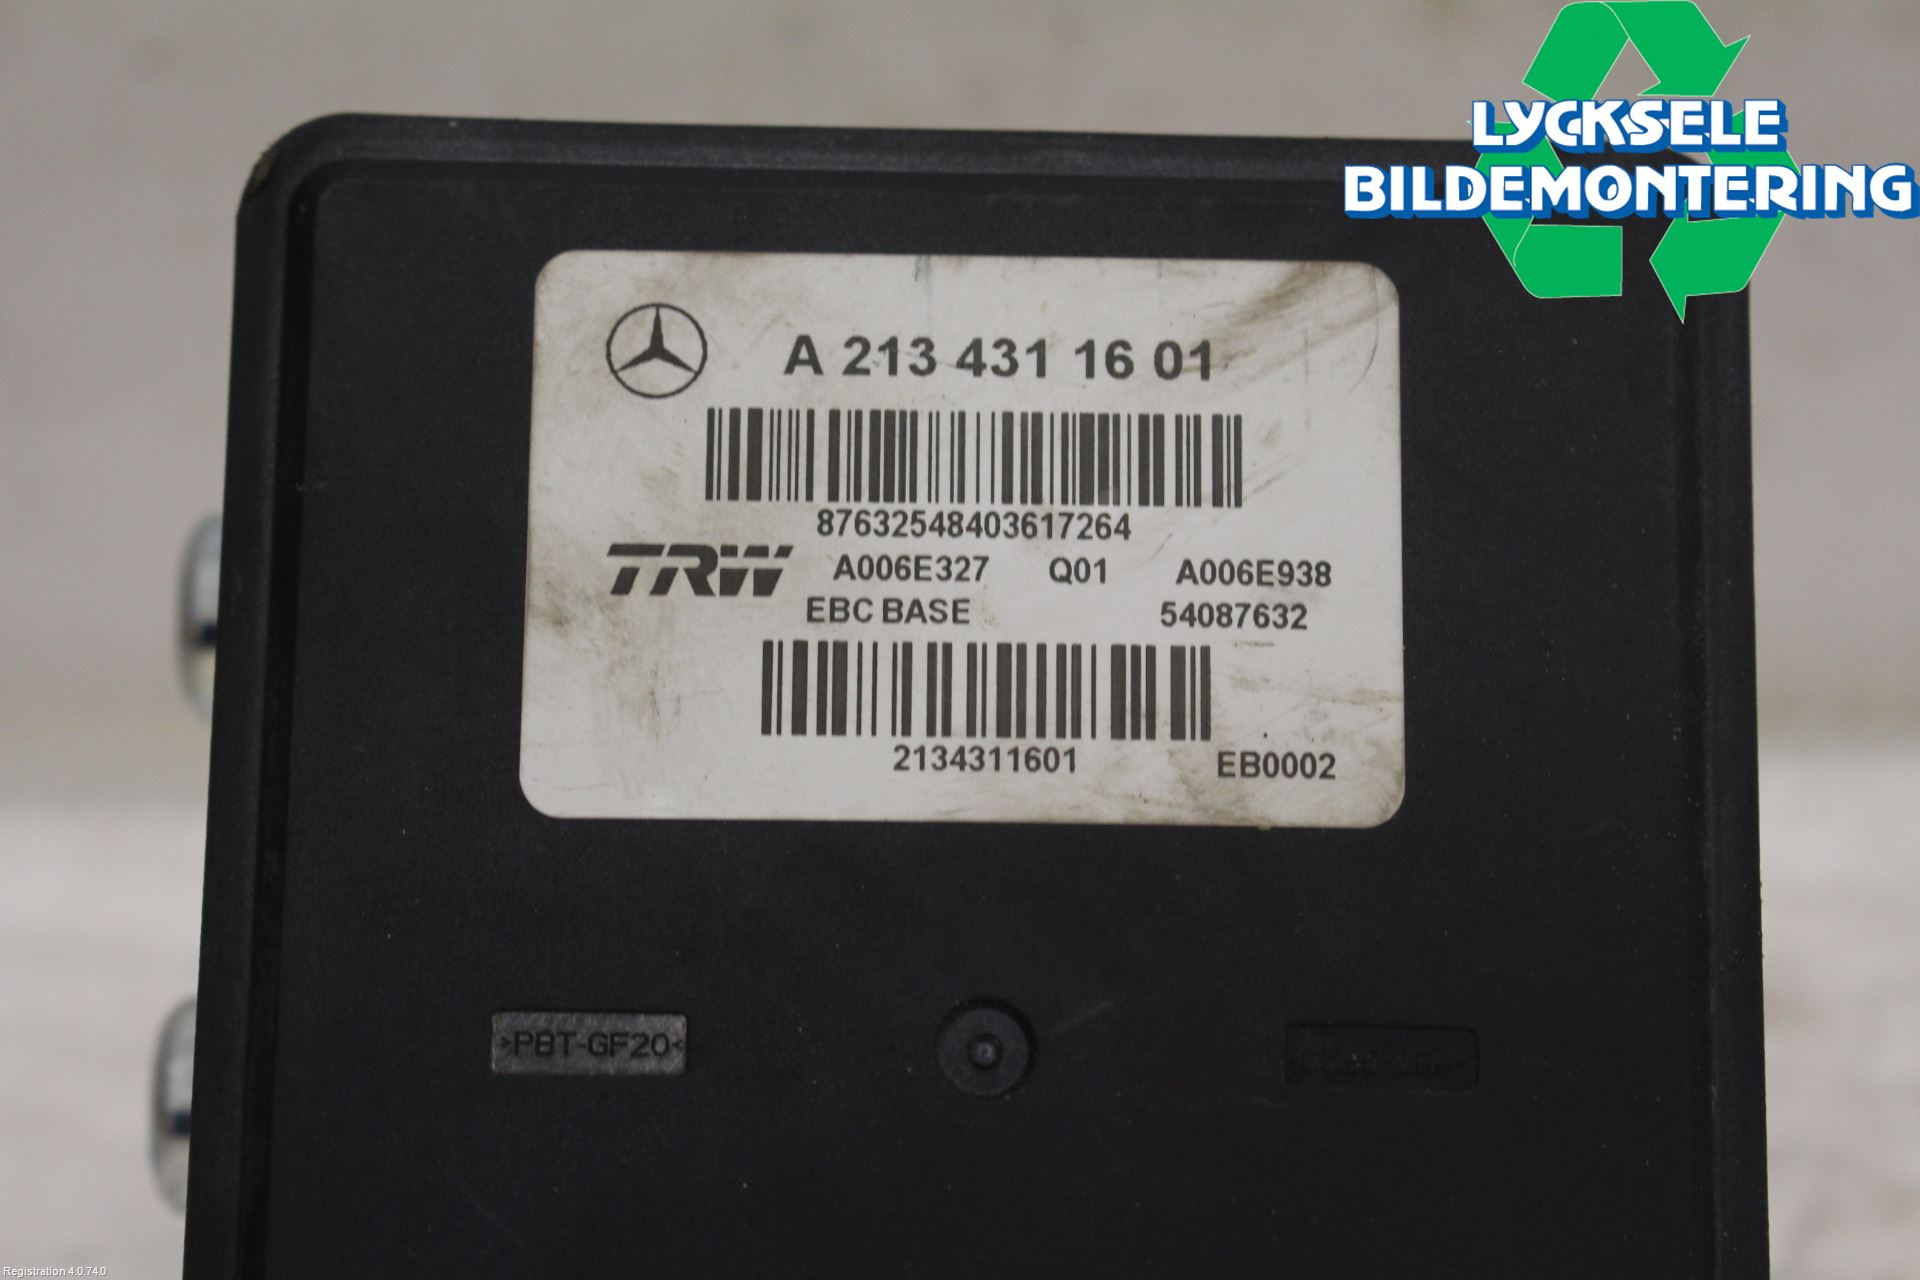 LYCKSELE
BILDEMONTERING
A 213 431 16 01
87632548403617264
TRW A006E327 Q01 A006E938
EBC BASE 54087632
2134311601 EB0002
>PBT-GF20<
Registration 4.0.74.0